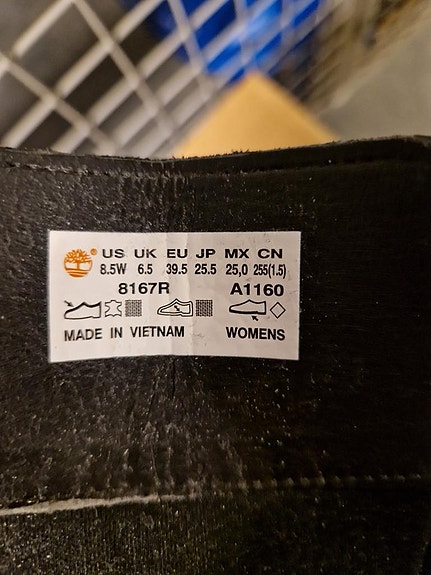 ® US UK EU JP MX CN
8.5W 6.5 39.5 25.5 25,0 255(1.5)
8167R A1160
MADE IN VIETNAM WOMENS